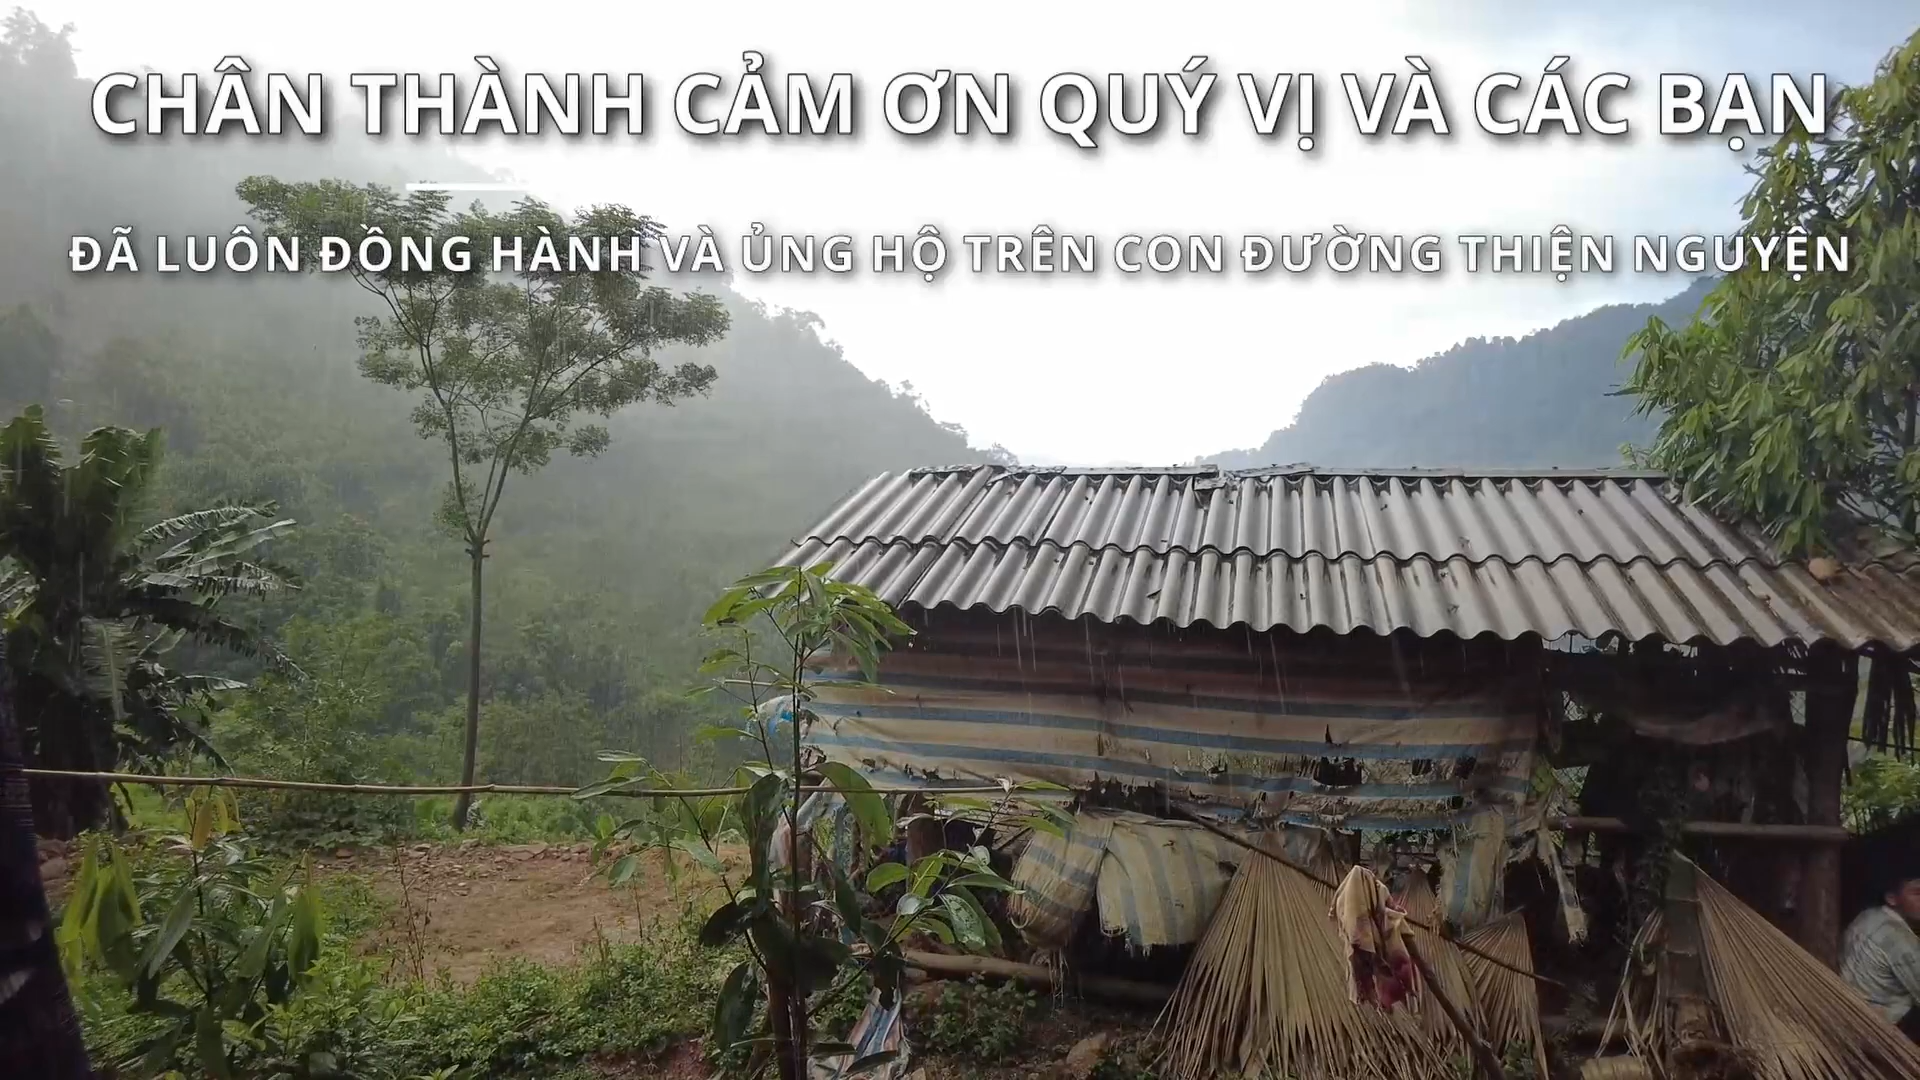 CHÂN THÀNH CẢM ƠN QUÝ VỊ VÀ CÁC BẠN
ĐÃ LUÔN ĐỒNG HÀNH VÀ ỦNG HỘ TRÊN CON ĐƯỜNG THIỆN NGUYỆN